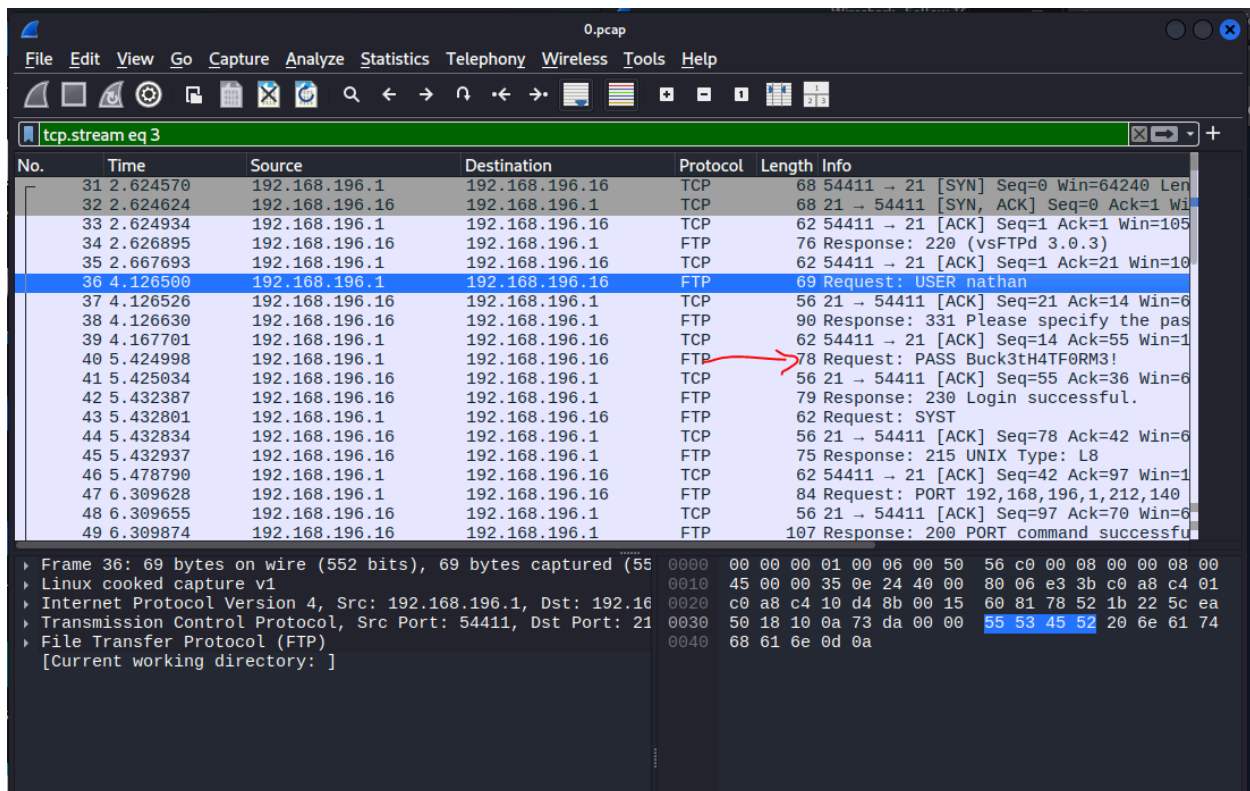 0.pcap
File Edit View Go Capture Analyze Statistics Telephony Wireless Tools Help
tcp.stream eq 3
No. Time Source Destination Protocol Length Info
31 2.624570 192.168.196.1 192.168.196.16 TCP 68 54411 → 21 [SYN] Seq=0 Win=64240 Len
32 2.624624 192.168.196.16 192.168.196.1 TCP 68 21 → 54411 [SYN, ACK] Seq=0 Ack=1 Wi
33 2.624934 192.168.196.1 192.168.196.16 TCP 62 54411 → 21 [ACK] Seq=1 Ack=1 Win=105
34 2.626895 192.168.196.16 192.168.196.1 FTP 76 Response: 220 (vsFTPd 3.0.3)
35 2.667693 192.168.196.1 192.168.196.16 TCP 62 54411 → 21 [ACK] Seq=1 Ack=21 Win=10
36 4.126500 192.168.196.1 192.168.196.16 FTP 69 Request: USER nathan
37 4.126526 192.168.196.16 192.168.196.1 TCP 56 21 → 54411 [ACK] Seq=21 Ack=14 Win=6
38 4.126630 192.168.196.16 192.168.196.1 FTP 90 Response: 331 Please specify the pas
39 4.167701 192.168.196.1 192.168.196.16 TCP 62 54411 → 21 [ACK] Seq=14 Ack=55 Win=1
40 5.424998 192.168.196.1 192.168.196.16 FTP 78 Request: PASS Buck3tH4TF0RM3!
41 5.425034 192.168.196.16 192.168.196.1 TCP 56 21 → 54411 [ACK] Seq=55 Ack=36 Win=6
42 5.432387 192.168.196.16 192.168.196.1 FTP 79 Response: 230 Login successful.
43 5.432801 192.168.196.1 192.168.196.16 FTP 62 Request: SYST
44 5.432834 192.168.196.16 192.168.196.1 TCP 56 21 → 54411 [ACK] Seq=78 Ack=42 Win=6
45 5.432937 192.168.196.16 192.168.196.1 FTP 75 Response: 215 UNIX Type: L8
46 5.478790 192.168.196.1 192.168.196.16 TCP 62 54411 → 21 [ACK] Seq=42 Ack=97 Win=1
47 6.309628 192.168.196.1 192.168.196.16 FTP 84 Request: PORT 192,168,196,1,212,140
48 6.309655 192.168.196.16 192.168.196.1 TCP 56 21 → 54411 [ACK] Seq=97 Ack=70 Win=6
49 6.309874 192.168.196.16 192.168.196.1 FTP 107 Response: 200 PORT command successfu
Frame 36: 69 bytes on wire (552 bits), 69 bytes captured (55
Linux cooked capture v1
Internet Protocol Version 4, Src: 192.168.196.1, Dst: 192.16
Transmission Control Protocol, Src Port: 54411, Dst Port: 21
File Transfer Protocol (FTP)
[Current working directory: ]
0000 00 00 00 01 00 06 00 50 56 c0 00 08 00 00 08 00
0010 45 00 00 35 0e 24 40 00 80 06 e3 3b c0 a8 c4 01
0020 c0 a8 c4 10 d4 8b 00 15 60 81 78 52 1b 22 5c ea
0030 50 18 10 0a 73 da 00 00 55 53 45 52 20 6e 61 74
0040 68 61 6e 0d 0a